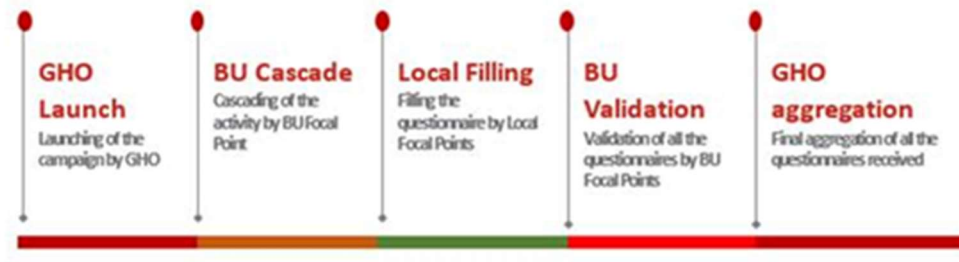 GHO
Launch
Launching of the
campaign by GHO
BU Cascade
Cascading of the
activity by BU Focal
Point
Local Filling
Filling the
questionnaire by Local
Focal Points
BU
Validation
Validation of all the
questionnaires by BU
Focal Points
GHO
aggregation
Final aggregation of all the
questionnaires received